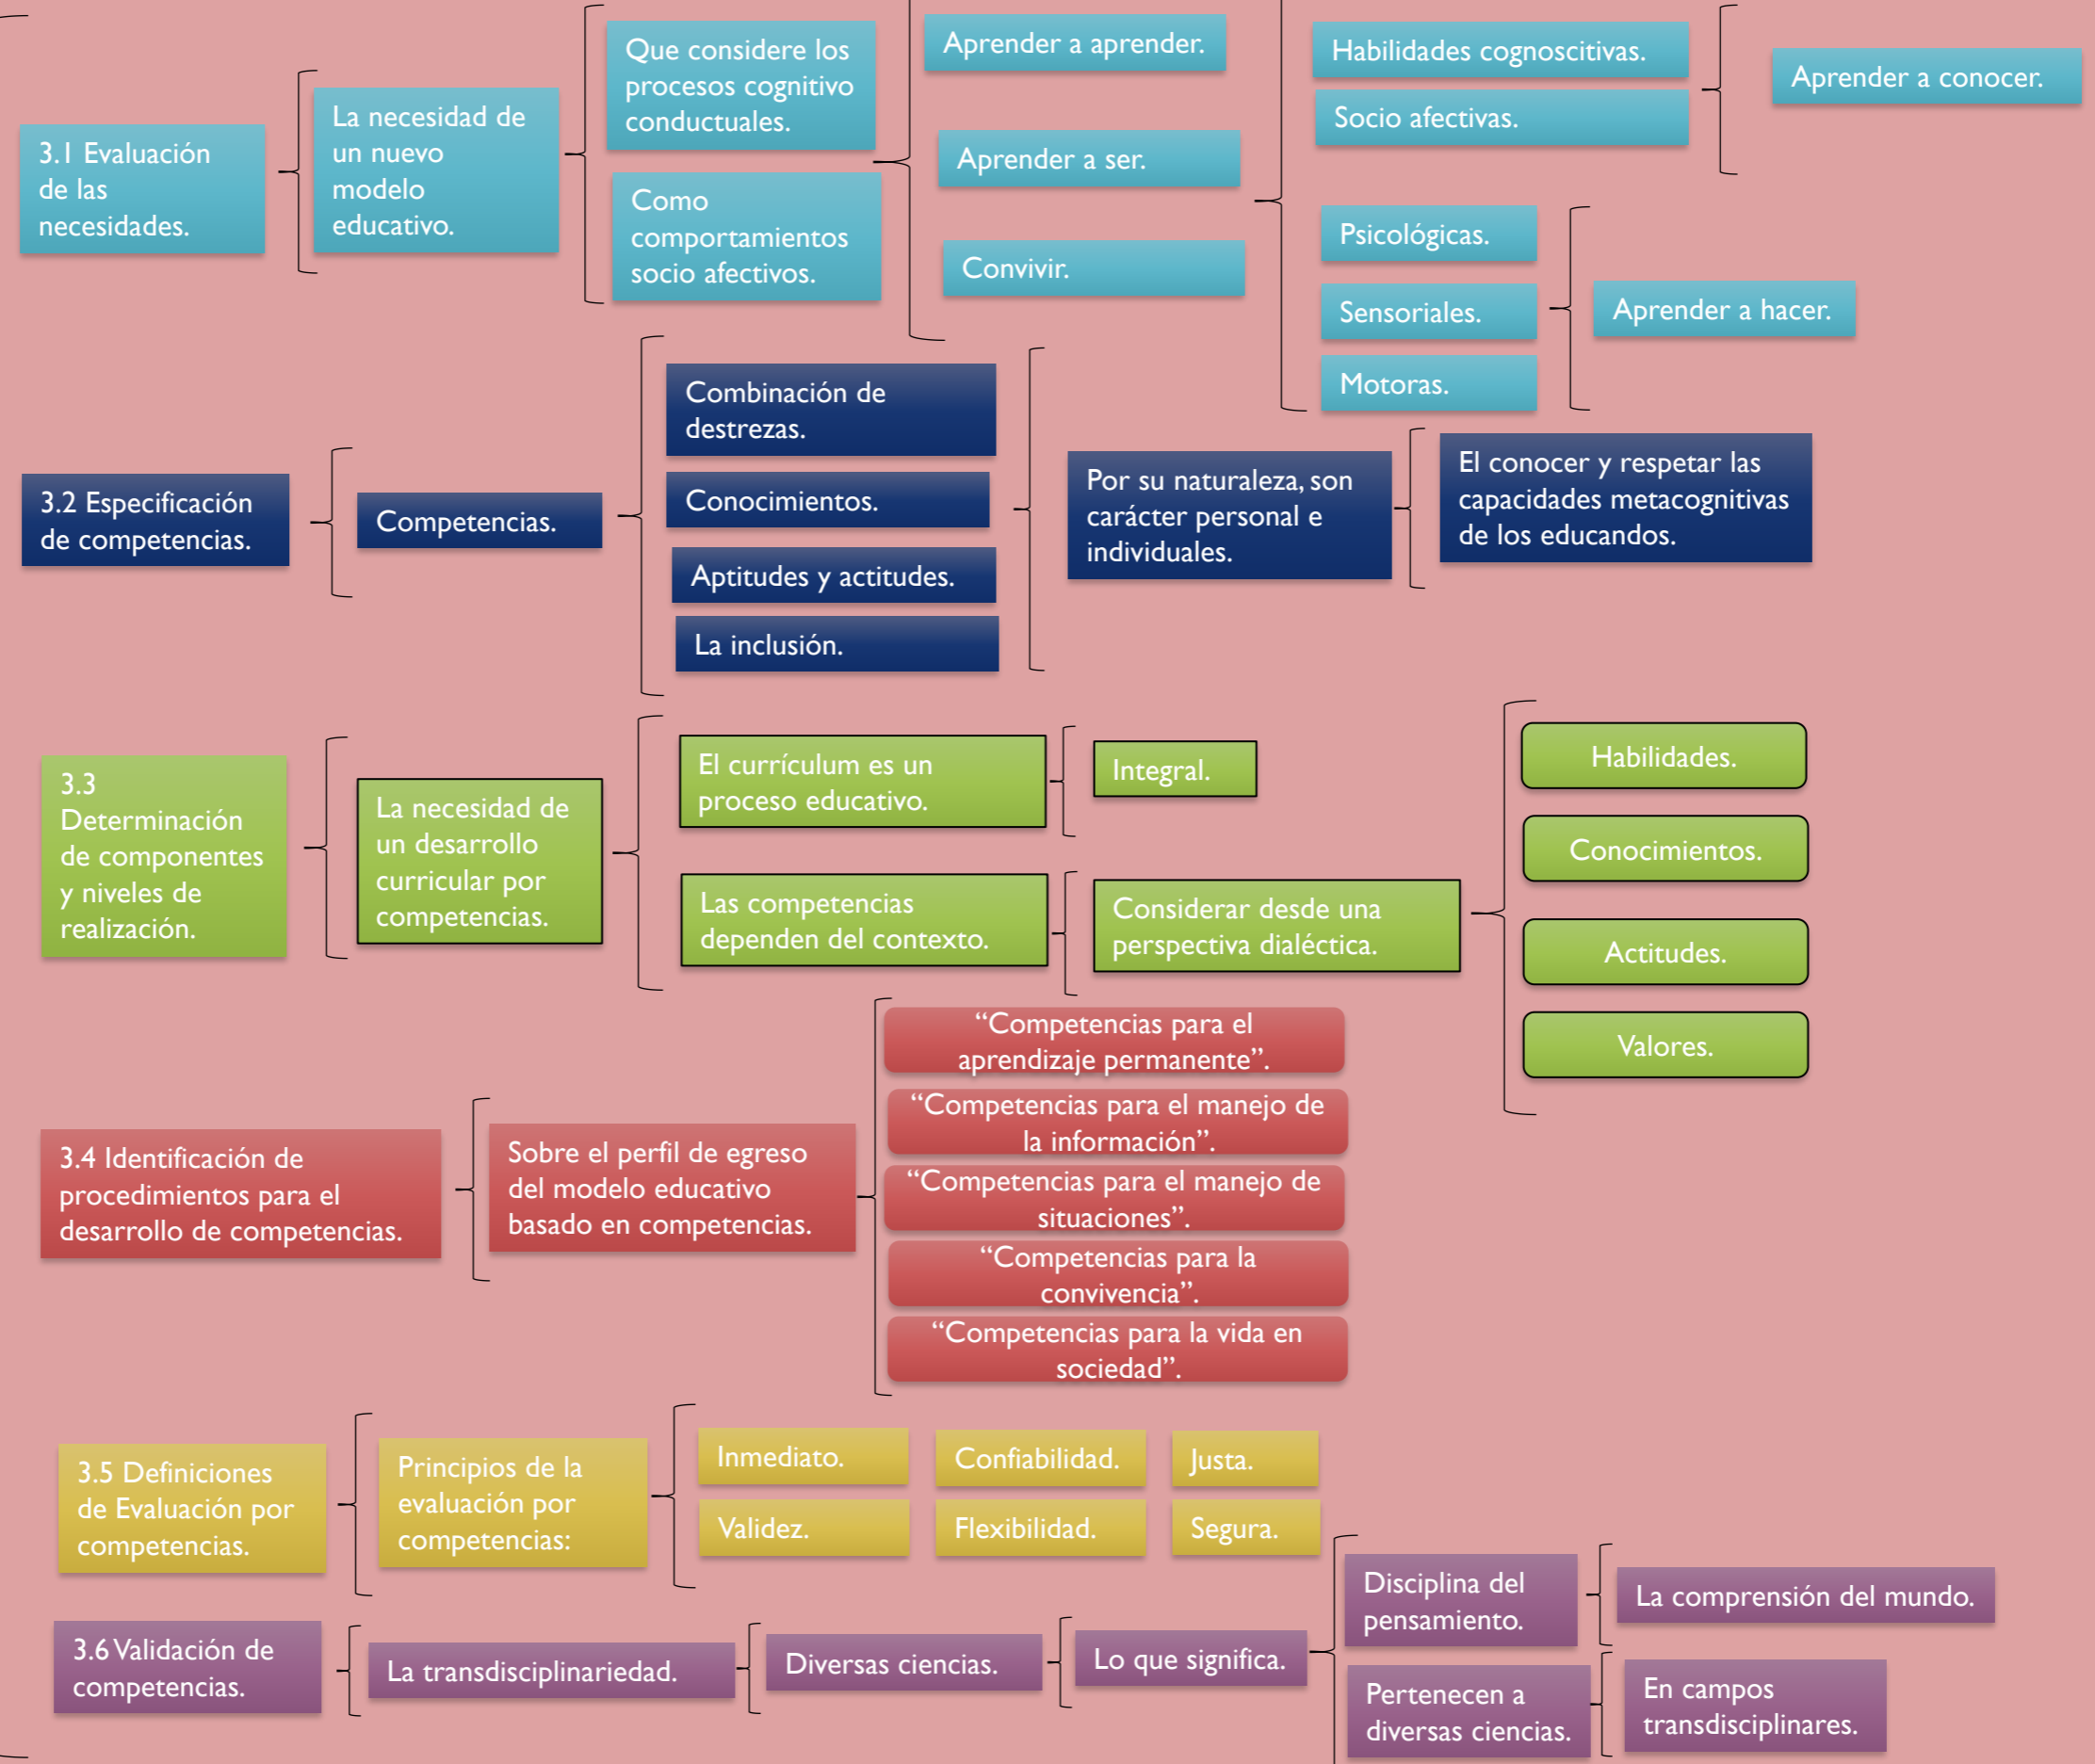 3.1 Evaluación
de las
necesidades.
La necesidad de
un nuevo
modelo
educativo.
Que considere los
procesos cognitivo
conductuales.
Como
comportamientos
socio afectivos.
Aprender a aprender.
Aprender a ser.
Convivir.
Habilidades cognoscitivas.
Socio afectivas.
Aprender a conocer.
Psicológicas.
Sensoriales.
Motoras.
Aprender a hacer.
3.2 Especificación
de competencias.
Competencias.
Combinación de
destrezas.
Conocimientos.
Aptitudes y actitudes.
La inclusión.
Por su naturaleza, son
carácter personal e
individuales.
El conocer y respetar las
capacidades metacognitivas
de los educandos.
3.3
Determinación
de componentes
y niveles de
realización.
La necesidad de
un desarrollo
curricular por
competencias.
El currículum es un
proceso educativo.
Integral.
Las competencias
dependen del contexto.
Considerar desde una
perspectiva dialéctica.
Habilidades.
Conocimientos.
Actitudes.
Valores.
3.4 Identificación de
procedimientos para el
desarrollo de competencias.
Sobre el perfil de egreso
del modelo educativo
basado en competencias.
“Competencias para el
aprendizaje permanente”.
“Competencias para el manejo de
la información”.
“Competencias para el manejo de
situaciones”.
“Competencias para la
convivencia”.
“Competencias para la vida en
sociedad”.
3.5 Definiciones
de Evaluación por
competencias.
Principios de la
evaluación por
competencias:
Inmediato.
Confiabilidad.
Justa.
Validez.
Flexibilidad.
Segura.
3.6 Validación de
competencias.
La transdisciplinariedad.
Diversas ciencias.
Lo que significa.
Disciplina del
pensamiento.
La comprensión del mundo.
Pertenecen a
diversas ciencias.
En campos
transdisciplinares.